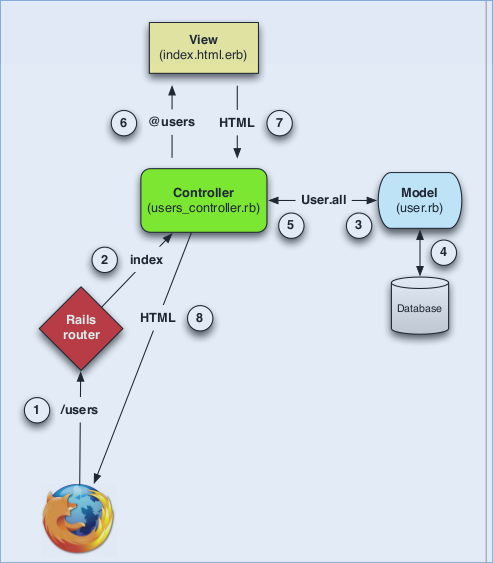 View
(index.html.erb)
6
@users
HTML
7
Controller
(users_controller.rb)
User.all
5
3
Model
(user.rb)
4
Database
2
index
Rails
router
HTML
8
1
/users